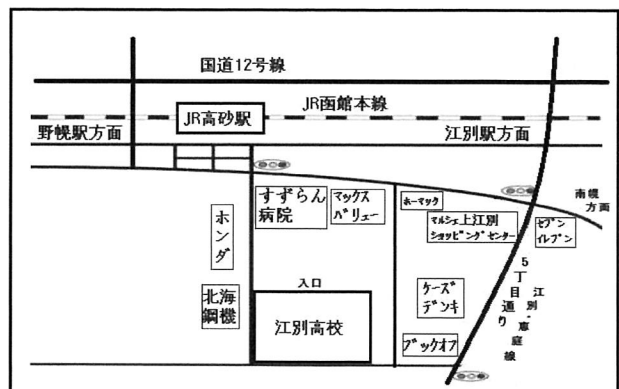 国道12号線
JR函館本線
JR高砂駅
野幌駅方面
江別駅方面
南幌
方面
すずらん
病院
マックス
バリュー
ホーマック
マルシェ上江別
ショッピングセンター
セブン
イレブン
ホンダ
5丁目通り
江別・恵庭線
入口
ケーズ
デンキ
北海
鋼機
江別高校
ブックオフ